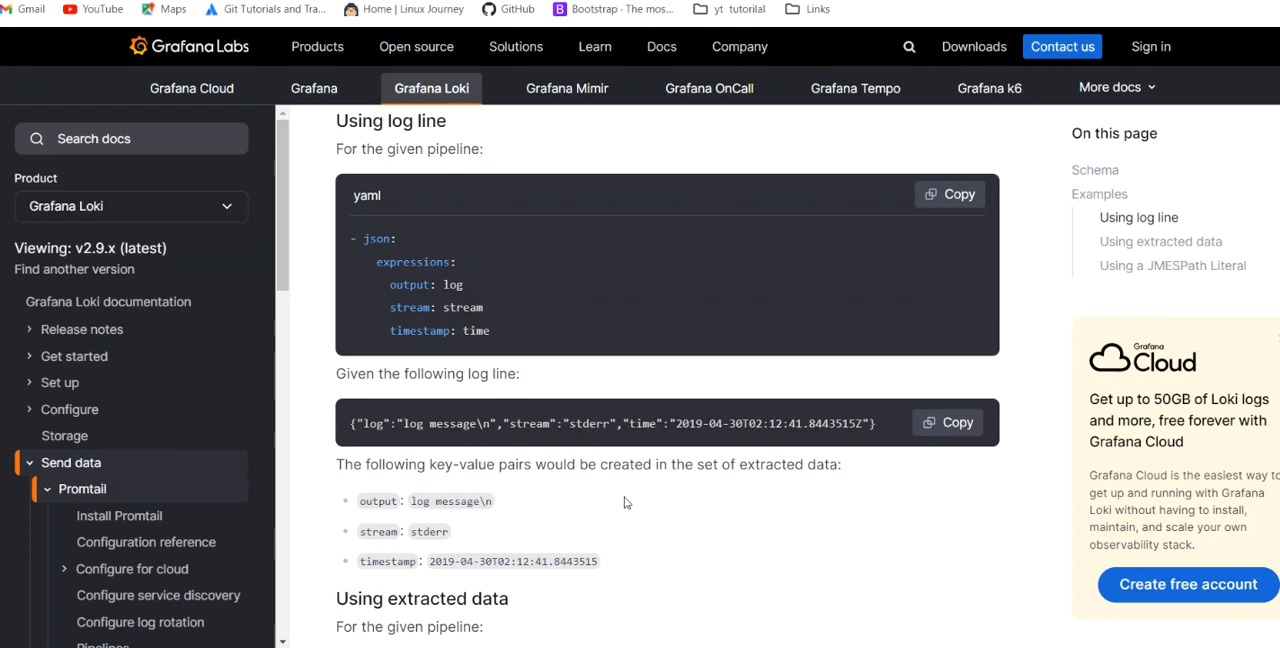 Gmail YouTube Maps Git Tutorials and Tra... Home | Linux Journey GitHub Bootstrap · The mos... yt tutorilal Links
Grafana Labs Products Open source Solutions Learn Docs Company Downloads Contact us Sign in
Grafana Cloud Grafana Grafana Loki Grafana Mimir Grafana OnCall Grafana Tempo Grafana k6 More docs
Search docs
Product
Grafana Loki
Viewing: v2.9.x (latest)
Find another version
Grafana Loki documentation
Release notes
Get started
Set up
Configure
Storage
Send data
Promtail
Install Promtail
Configuration reference
Configure for cloud
Configure service discovery
Configure log rotation
Pipelines
Using log line
For the given pipeline:
yaml Copy
- json:
expressions:
output: log
stream: stream
timestamp: time
Given the following log line:
{"log":"log message\n","stream":"stderr","time":"2019-04-30T02:12:41.8443515Z"} Copy
The following key-value pairs would be created in the set of extracted data:
output: log message\n
stream: stderr
timestamp: 2019-04-30T02:12:41.8443515
Using extracted data
For the given pipeline:
On this page
Schema
Examples
Using log line
Using extracted data
Using a JMESPath Literal
Grafana
Cloud
Get up to 50GB of Loki logs
and more, free forever with
Grafana Cloud
Grafana Cloud is the easiest way to
get up and running with Grafana
Loki without having to install,
maintain, and scale your own
observability stack.
Create free account